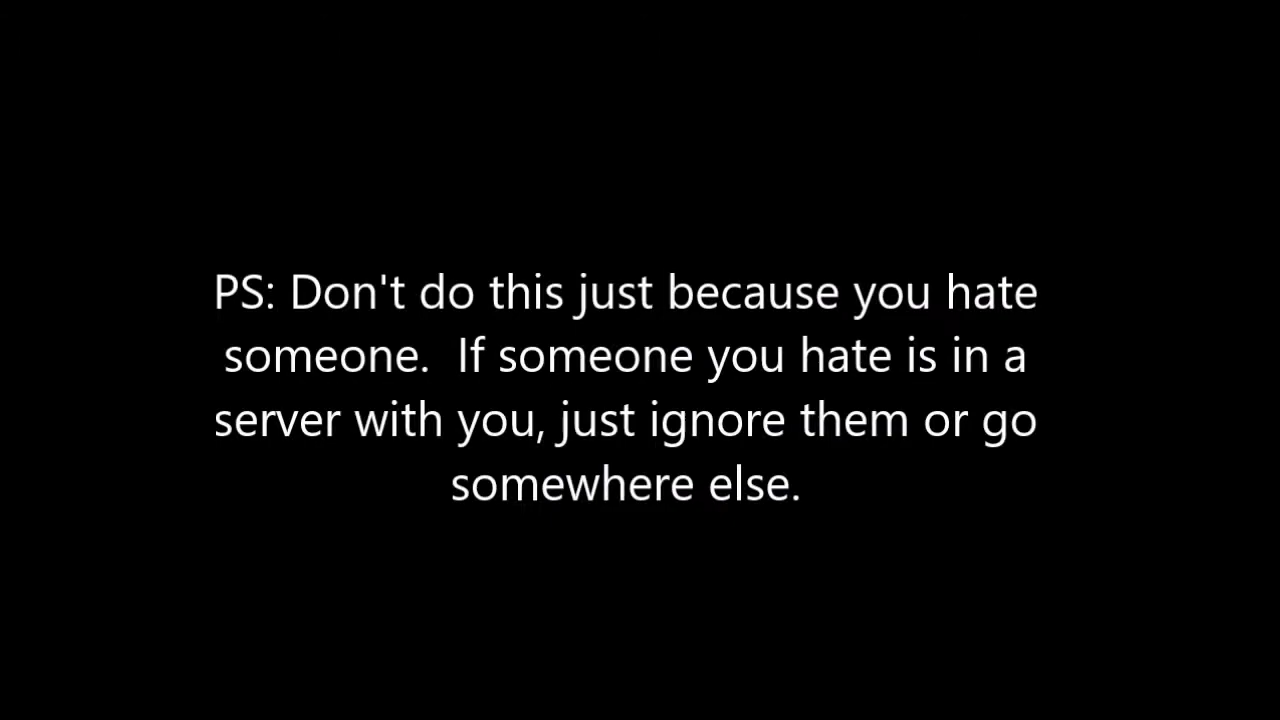 PS: Don't do this just because you hate
someone.  If someone you hate is in a
server with you, just ignore them or go
somewhere else.